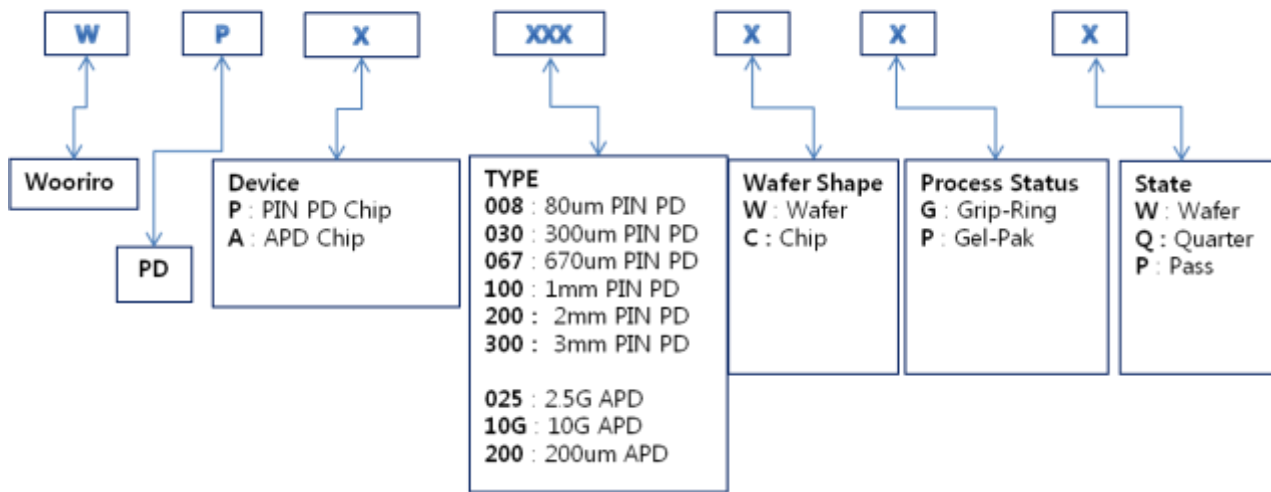 W P X XXX X X X
Wooriro
PD
Device
P : PIN PD Chip
A : APD Chip
TYPE
008 : 80um PIN PD
030 : 300um PIN PD
067 : 670um PIN PD
100 : 1mm PIN PD
200 : 2mm PIN PD
300 : 3mm PIN PD
025 : 2.5G APD
10G : 10G APD
200 : 200um APD
Wafer Shape
W : Wafer
C : Chip
Process Status
G : Grip-Ring
P : Gel-Pak
State
W : Wafer
Q : Quarter
P : Pass